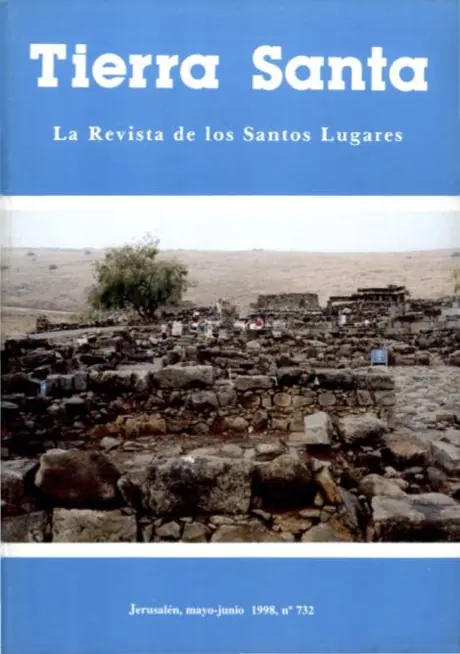 Tierra Santa
La Revista de los Santos Lugares
Jerusalén, mayo-junio 1998, nº 732